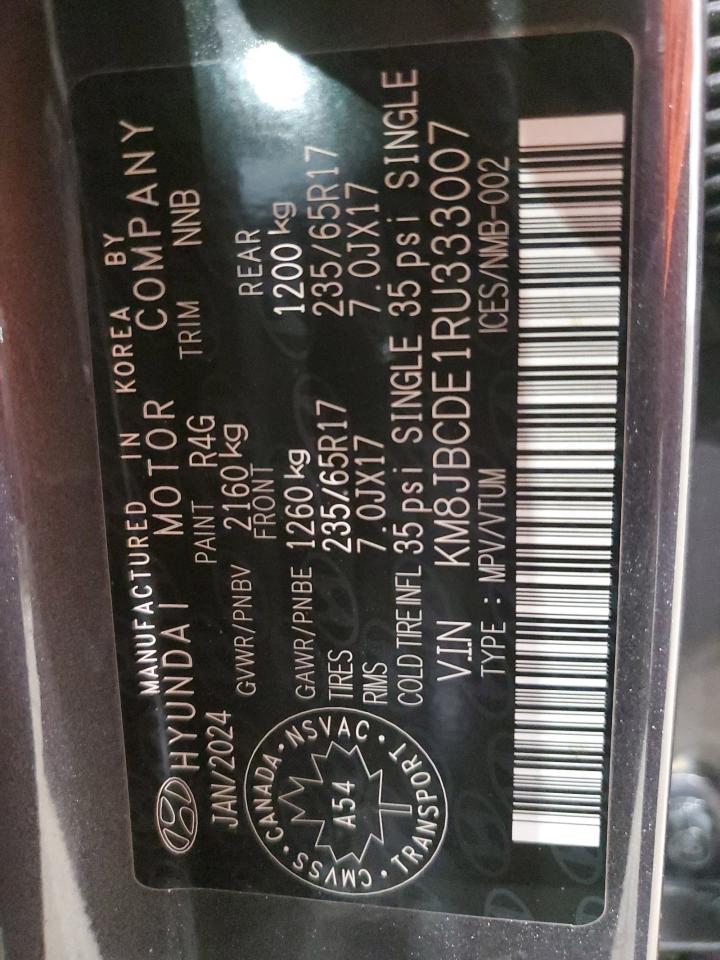 MANUFACTURED IN KOREA BY
HYUNDAI MOTOR COMPANY
JAN/2024 PAINT R4G TRIM NNB
GVWR/PNBV 2160 kg
FRONT REAR
GAWR/PNBE 1260 kg 1200 kg
TIRES 235/65R17 235/65R17
RMS 7.0JX17 7.0JX17
COLD TIRE INFL 35 psi SINGLE 35 psi SINGLE
V.I.N KM8JBCDE1RU333007
TYPE : MPV/VTUM ICES/NMB-002
CANADA • NSVAC • TRANSPORT • CMVSS •
A54